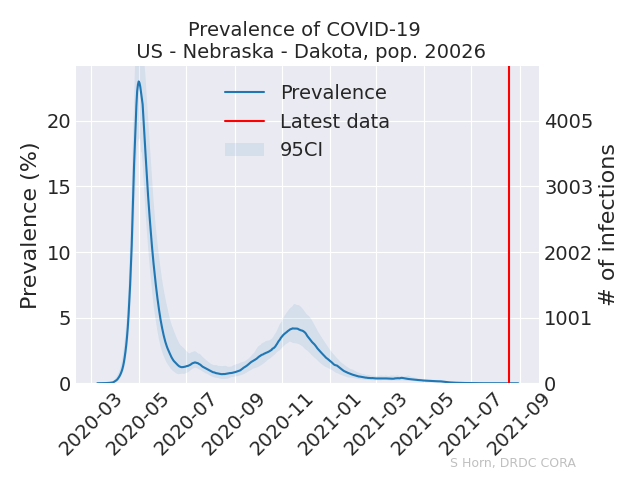 Prevalence of COVID-19
US - Nebraska - Dakota, pop. 20026
Prevalence
Latest data
95CI
Prevalence (%)
20
15
10
5
0
4005
3003
2002
1001
0
# of infections
2020-03
2020-05
2020-07
2020-09
2020-11
2021-01
2021-03
2021-05
2021-07
2021-09
S Horn, DRDC CORA